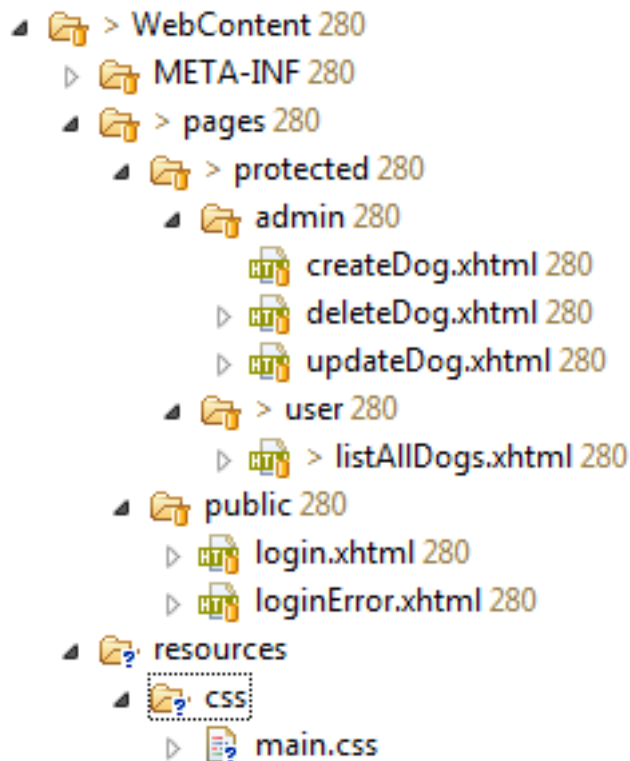 > WebContent 280
META-INF 280
> pages 280
> protected 280
admin 280
createDog.xhtml 280
deleteDog.xhtml 280
updateDog.xhtml 280
> user 280
> listAllDogs.xhtml 280
public 280
login.xhtml 280
loginError.xhtml 280
resources
css
main.css